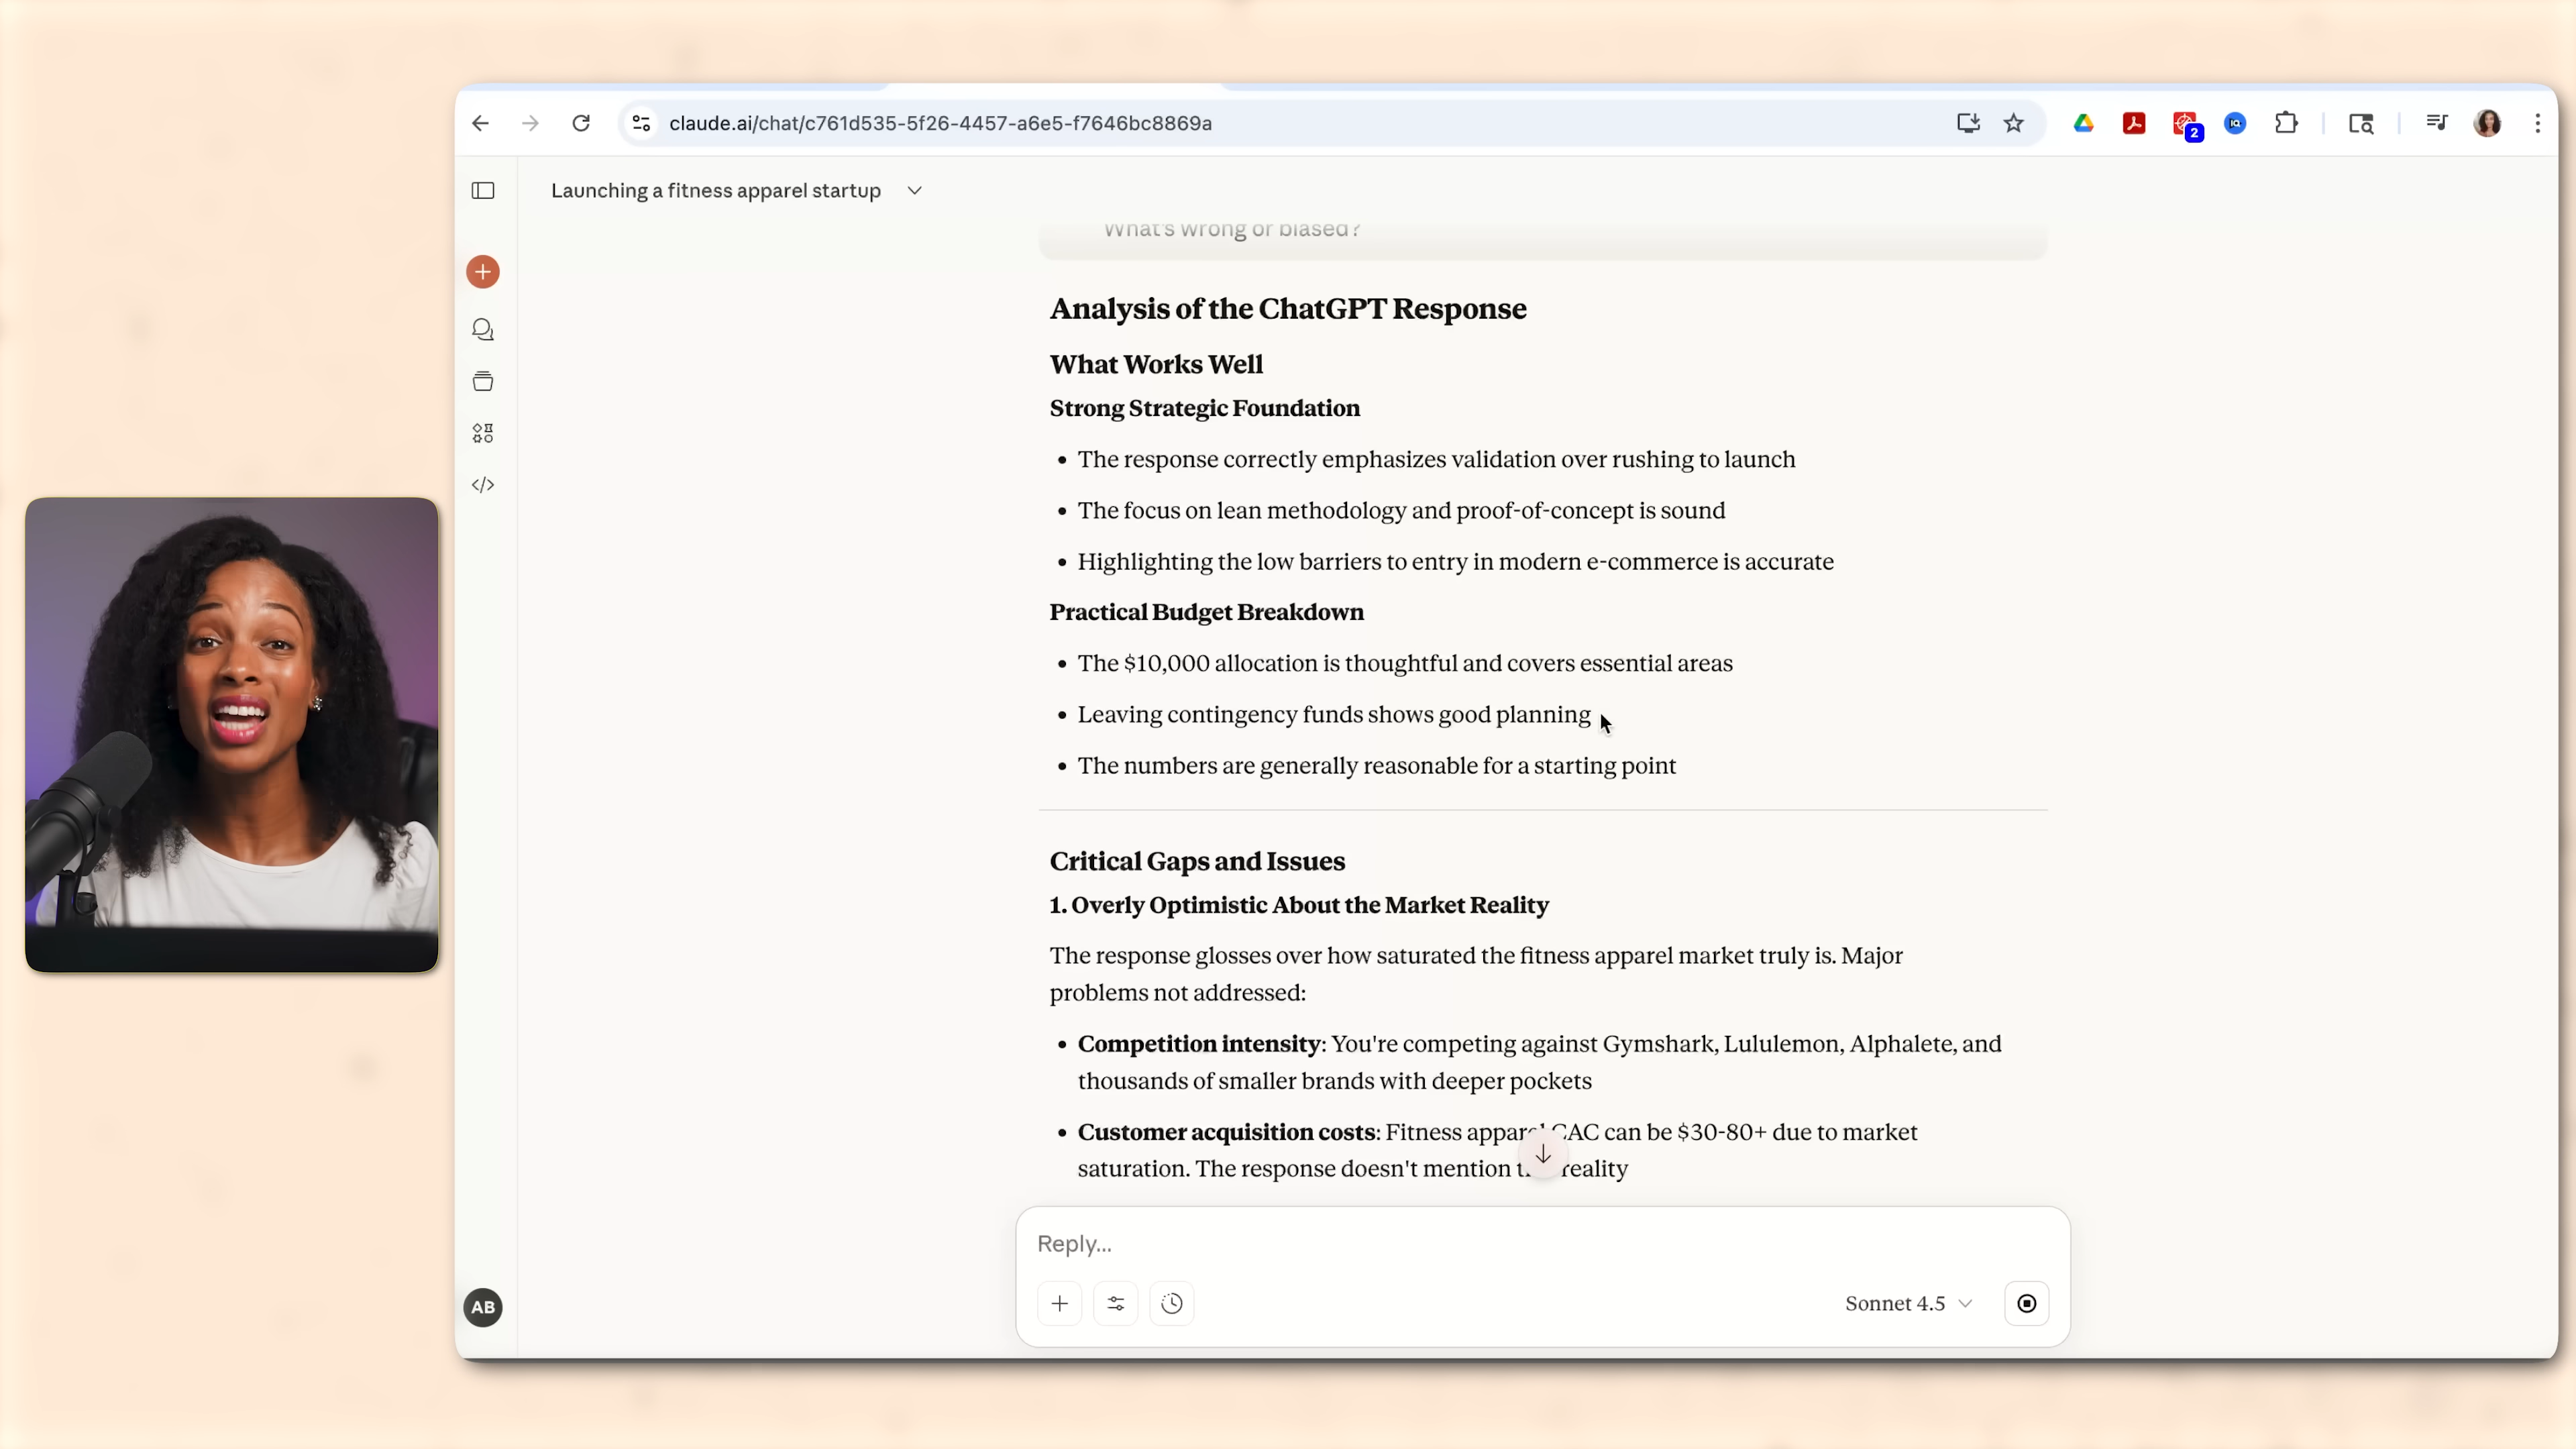 claude.ai/chat/c761d535-5f26-4457-a6e5-f7646bc8869a
2
Launching a fitness apparel startup
What's wrong or biased?
Analysis of the ChatGPT Response
What Works Well
Strong Strategic Foundation
• The response correctly emphasizes validation over rushing to launch
• The focus on lean methodology and proof-of-concept is sound
• Highlighting the low barriers to entry in modern e-commerce is accurate
Practical Budget Breakdown
• The $10,000 allocation is thoughtful and covers essential areas
• Leaving contingency funds shows good planning
• The numbers are generally reasonable for a starting point
Critical Gaps and Issues
1. Overly Optimistic About the Market Reality
The response glosses over how saturated the fitness apparel market truly is. Major
problems not addressed:
• Competition intensity: You're competing against Gymshark, Lululemon, Alphalete, and
thousands of smaller brands with deeper pockets
• Customer acquisition costs: Fitness apparel CAC can be $30-80+ due to market
saturation. The response doesn't mention reality
Reply...
Sonnet 4.5
AB